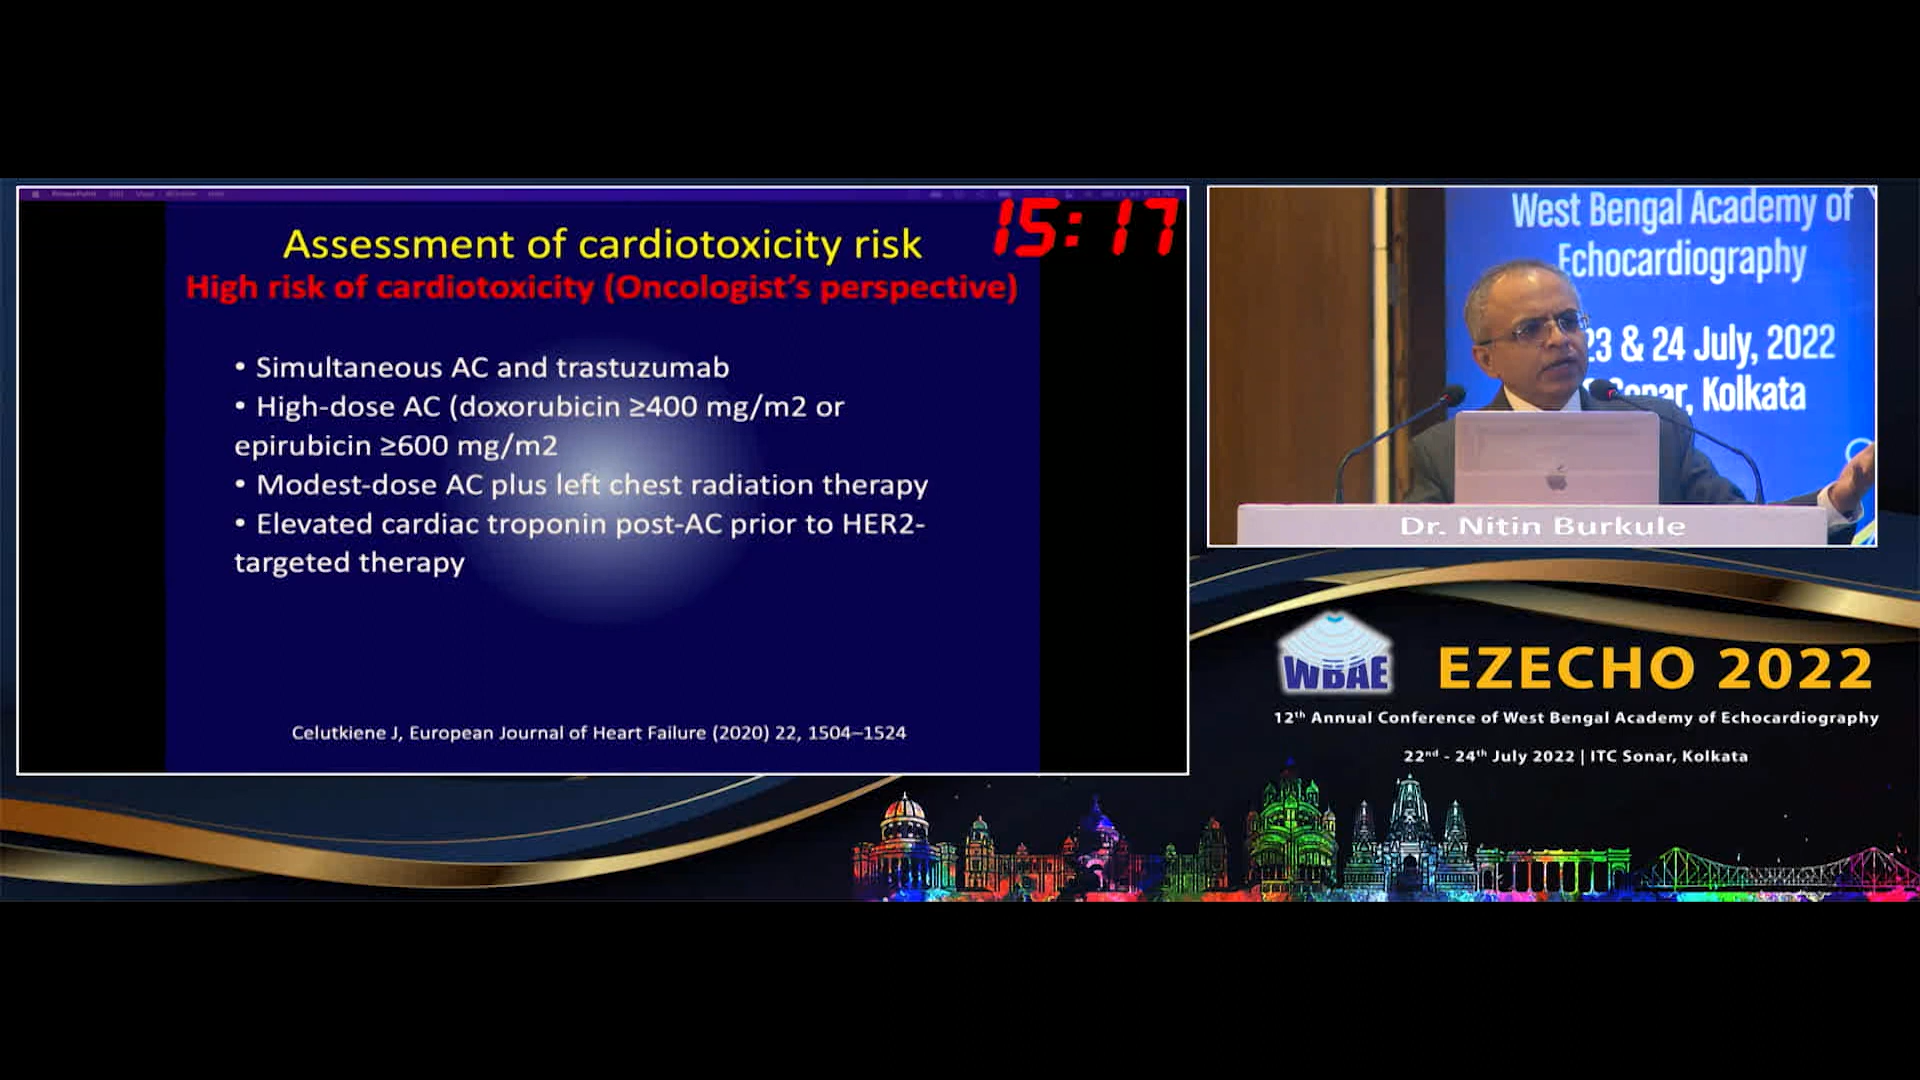 Assessment of cardiotoxicity risk
High risk of cardiotoxicity (Oncologist's perspective)
15:17
• Simultaneous AC and trastuzumab
• High-dose AC (doxorubicin ≥400 mg/m2 or
epirubicin ≥600 mg/m2
• Modest-dose AC plus left chest radiation therapy
• Elevated cardiac troponin post-AC prior to HER2-
targeted therapy
Celutkiene J, European Journal of Heart Failure (2020) 22, 1504–1524
West Bengal Academy of
Echocardiography
23 & 24 July, 2022
Sonar, Kolkata
Dr. Nitin Burkule
WBAE
EZECHO 2022
12th Annual Conference of West Bengal Academy of Echocardiography
22nd - 24th July 2022 | ITC Sonar, Kolkata